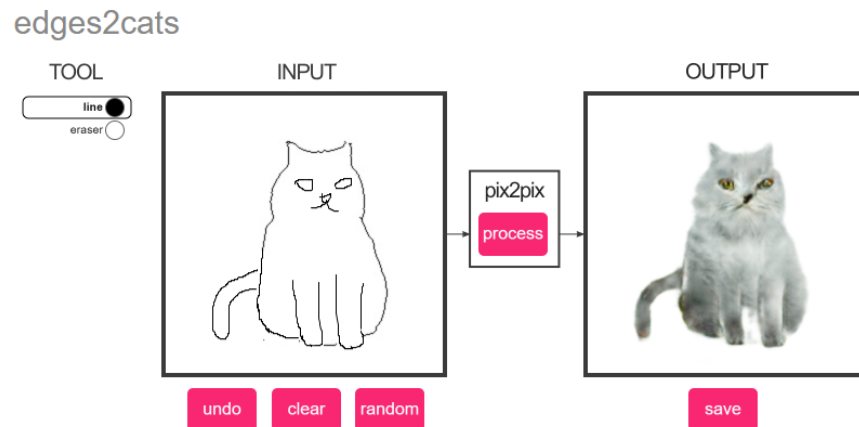 edges2cats
TOOL
line
eraser
INPUT
undo
clear
random
pix2pix
process
OUTPUT
save